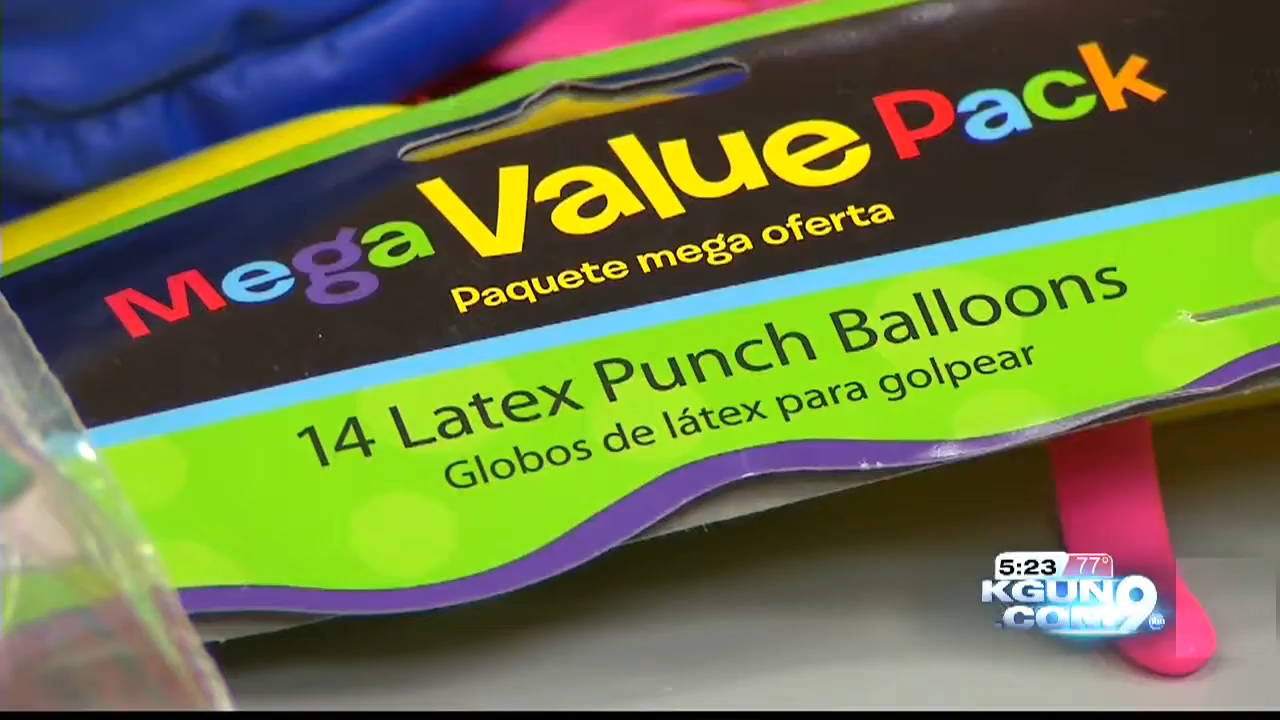 Mega Value Pack
Paquete mega oferta
14 Latex Punch Balloons
Globos de látex para golpear
5:23 77°
KGUN9
.COM abc